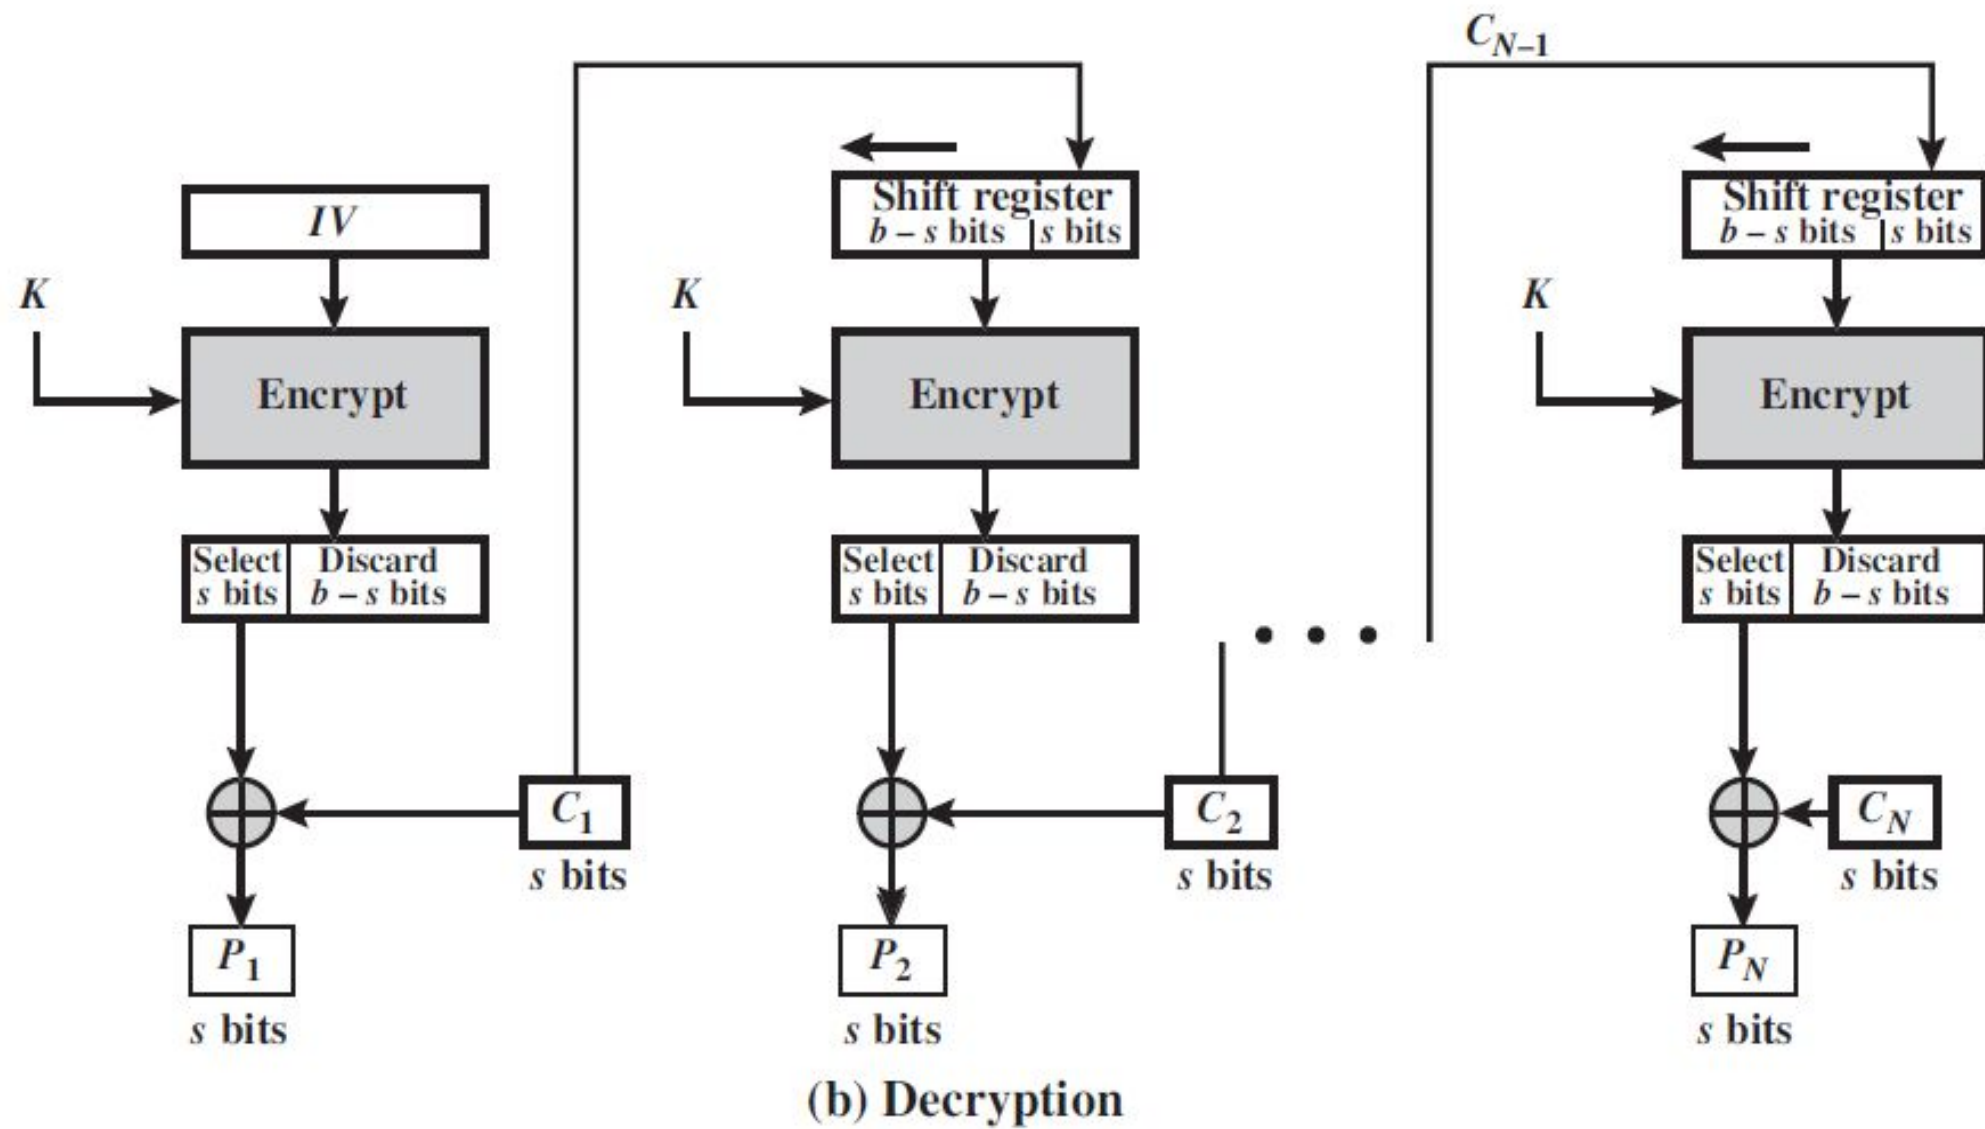 C_{N-1}
IV
Shift register
b – s bits | s bits
Shift register
b – s bits | s bits
K
K
K
Encrypt
Encrypt
Encrypt
Select
s bits
Discard
b – s bits
Select
s bits
Discard
b – s bits
Select
s bits
Discard
b – s bits
C_1
s bits
C_2
s bits
C_N
s bits
P_1
s bits
P_2
s bits
P_N
s bits
(b) Decryption